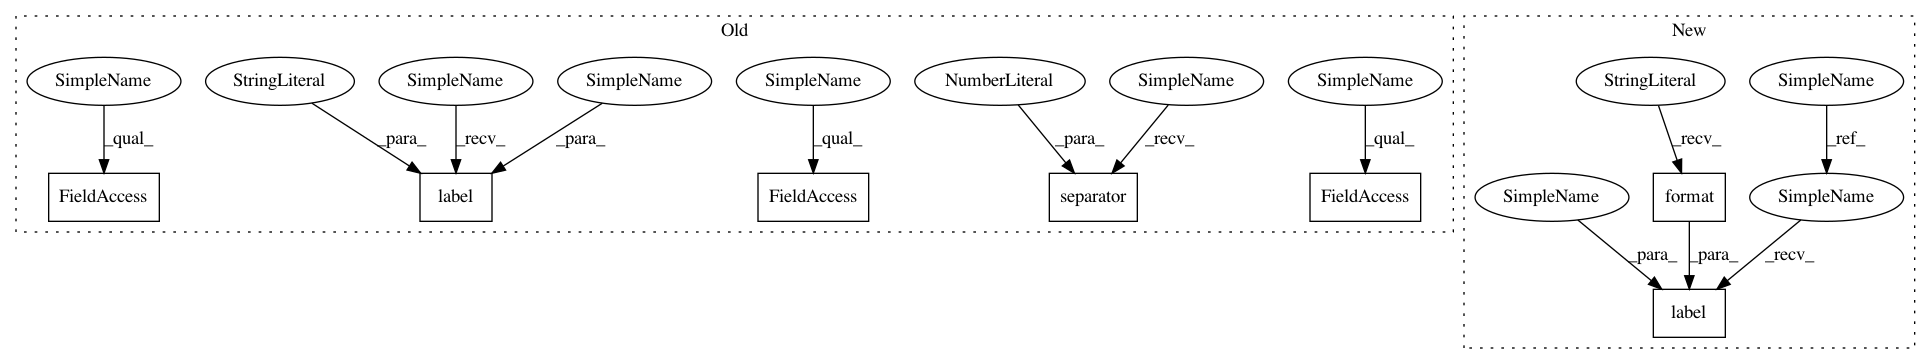 Old
New
SimpleName
StringLiteral
SimpleName
SimpleName
SimpleName
NumberLiteral
SimpleName
SimpleName
StringLiteral
SimpleName
_qual_
_para_
_recv_
_para_
_qual_
_para_
_recv_
_qual_
_recv_
_ref_
FieldAccess
label
FieldAccess
separator
FieldAccess
SimpleName
format
SimpleName
_para_
_para_
_recv_
label